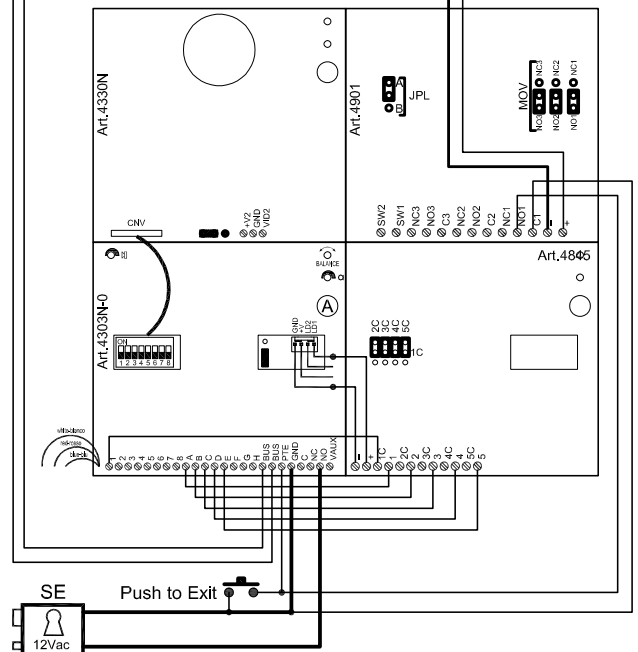 Art.4330N
CNV
+V2
GND
VID2
Art.4901
A
B
JPL
MOV
NC3
NC2
NC1
NO3
NO2
NO1
SW2
SW1
NC3
NO3
C3
NC2
NO2
C2
NC1
NO1
C1
-
+
Art.4303N-0
BALANCE
A
ON
1 2 3 4 5 6 7 8
GND
+V
LD2
LD1
white-bianco
red-rosso
blue-blu
1
2
3
4
5
6
7
8
A
B
C
D
E
F
G
H
BUS
BUS
PTE
GND
C
NC
NO
VAUX
2C
3C
4C
5C
1C
-
+
1C
1
2C
2
3C
3
4C
4
5C
5
SE
12Vac
Push to Exit